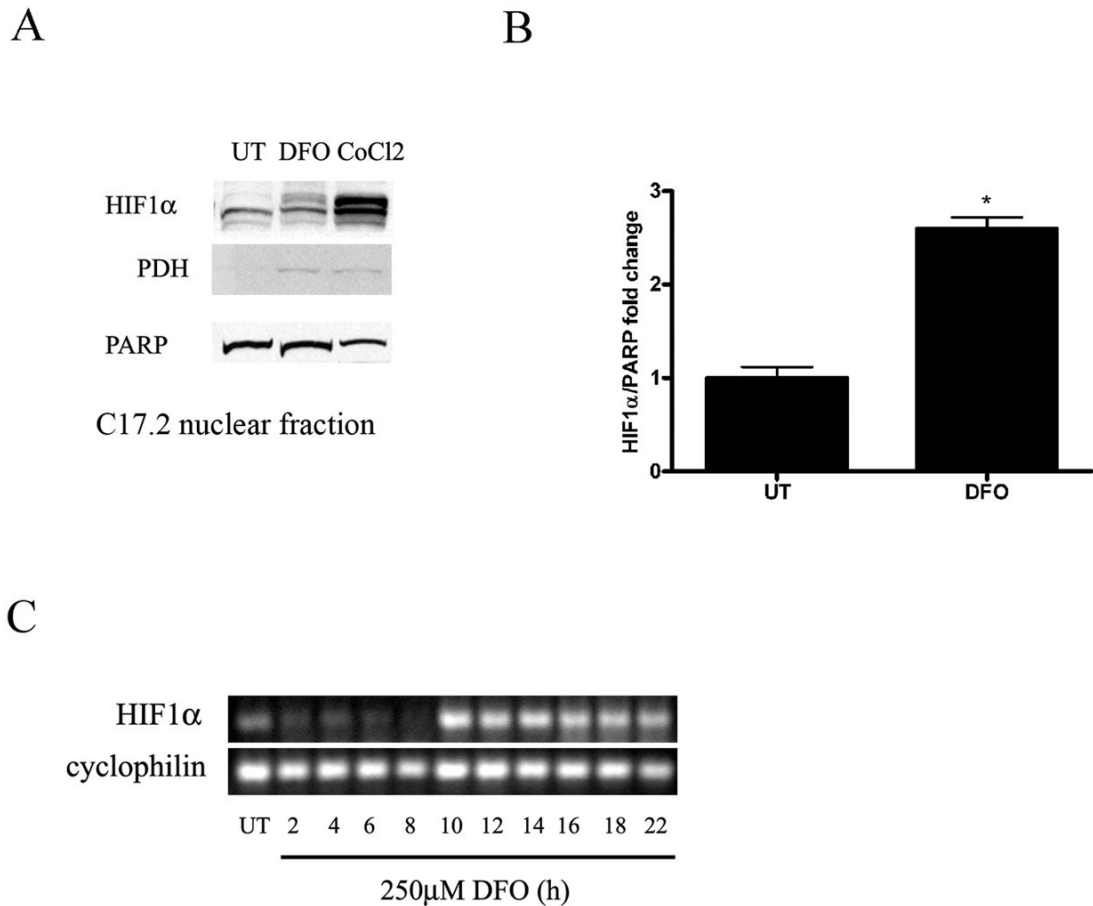 A
UT DFO CoCl2
HIF1α
PDH
PARP
C17.2 nuclear fraction
B
HIF1α/PARP fold change
3
2
1
0
*
UT DFO
C
HIF1α
cyclophilin
UT 2 4 6 8 10 12 14 16 18 22
250μM DFO (h)